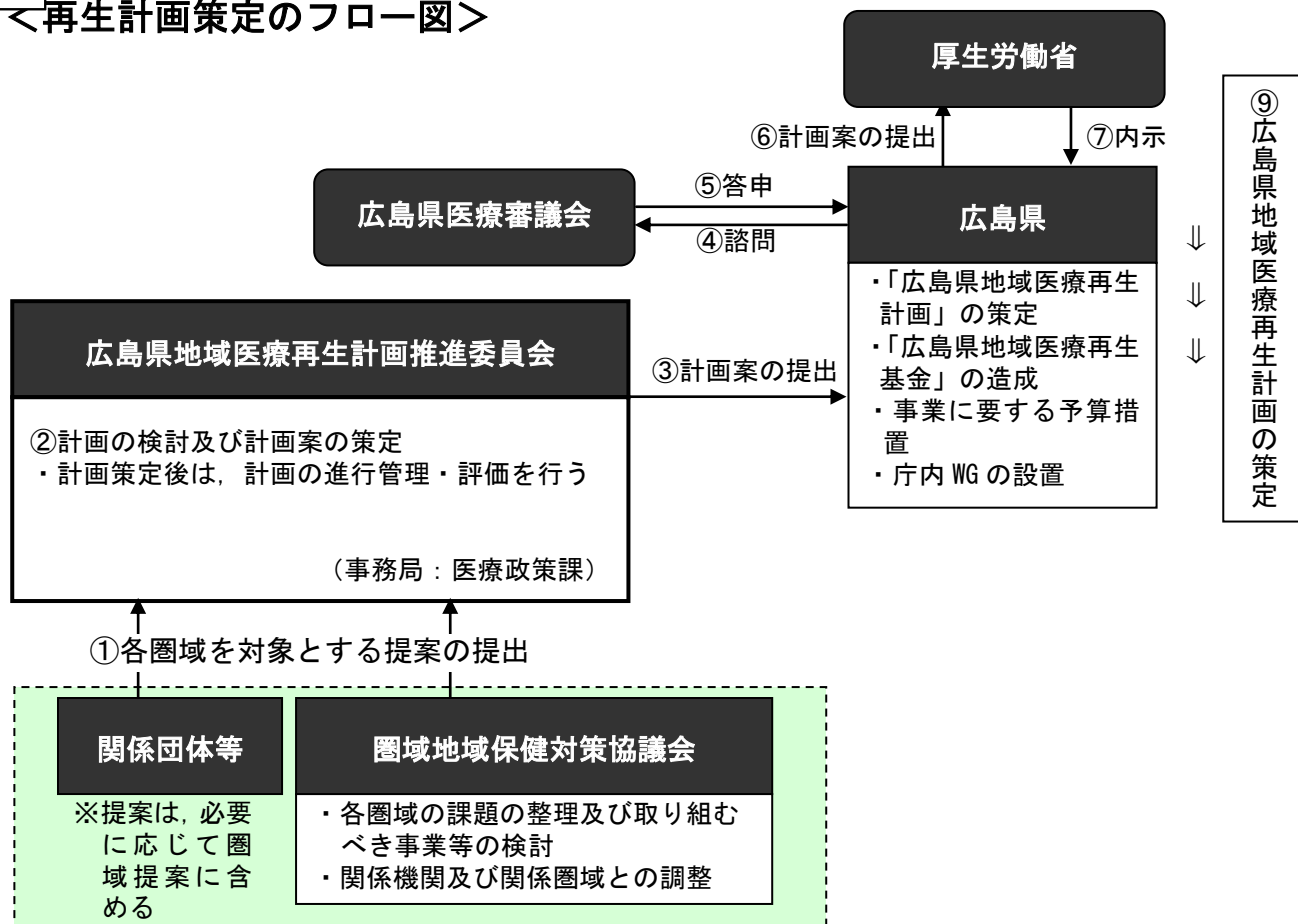 ＜再生計画策定のフロー図＞
厚生労働省
⑥計画案の提出
⑦内示
広島県医療審議会
⑤答申
④諮問
広島県
・「広島県地域医療再生
計画」の策定
・「広島県地域医療再生
基金」の造成
・事業に要する予算措
置
・庁内 WG の設置
⇓
⇓
⇓
⑨広島県地域医療再生計画の策定
広島県地域医療再生計画推進委員会
②計画の検討及び計画案の策定
・計画策定後は，計画の進行管理・評価を行う
（事務局：医療政策課）
③計画案の提出
①各圏域を対象とする提案の提出
関係団体等
※提案は，必要
に応じて圏
域提案に含
める
圏域地域保健対策協議会
・各圏域の課題の整理及び取り組む
べき事業等の検討
・関係機関及び関係圏域との調整